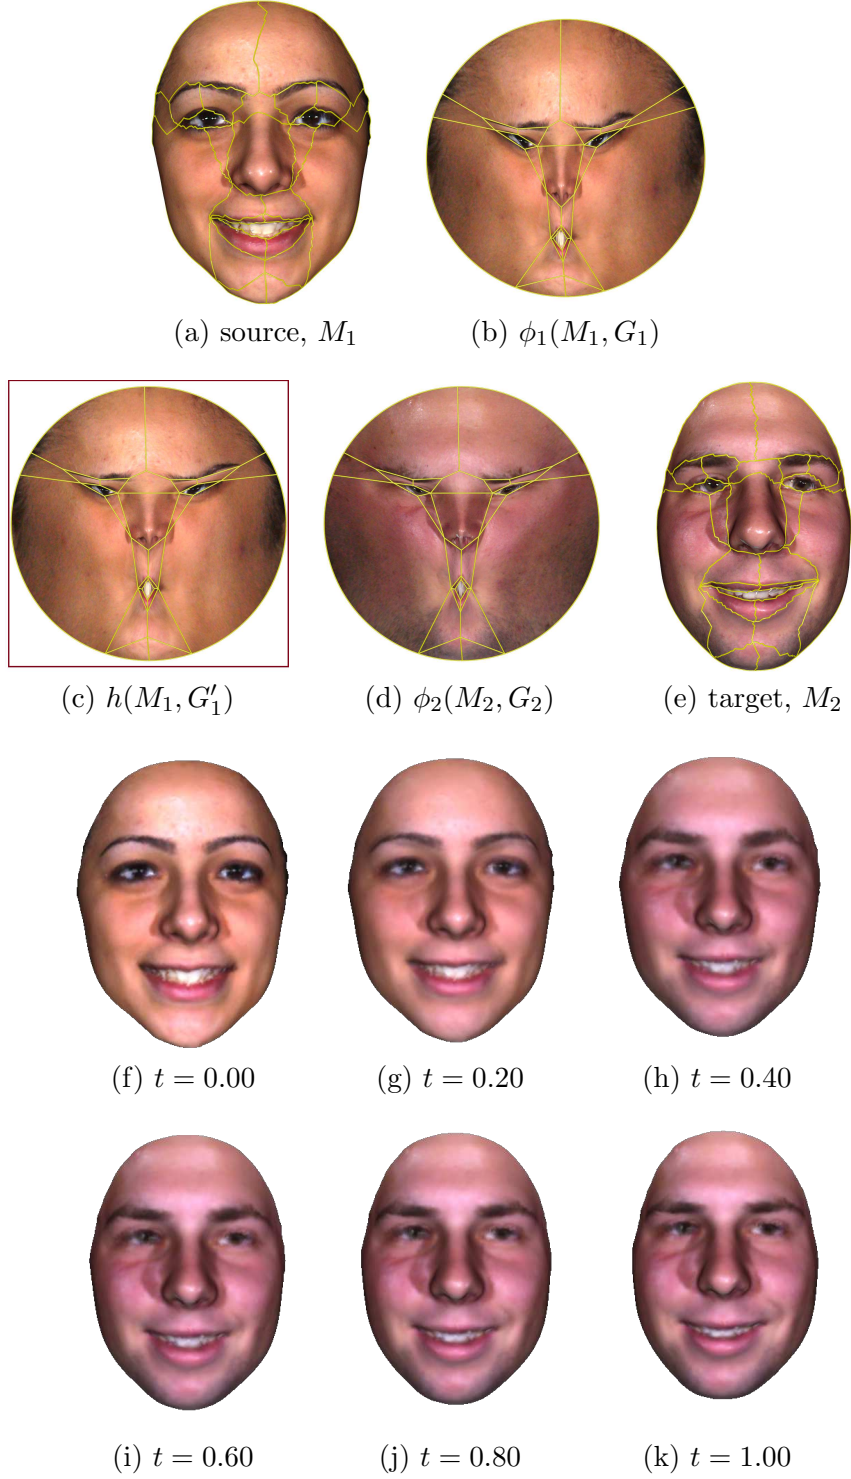 (a) source, M₁
(b) ϕ₁(M₁, G₁)
(c) h(M₁, G′₁)
(d) ϕ₂(M₂, G₂)
(e) target, M₂
(f) t = 0.00
(g) t = 0.20
(h) t = 0.40
(i) t = 0.60
(j) t = 0.80
(k) t = 1.00